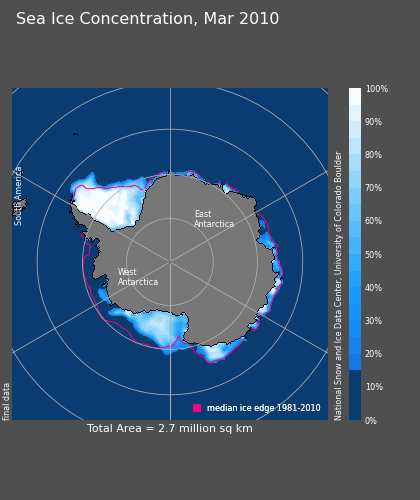 Sea Ice Concentration, Mar 2010
South America
East
Antarctica
West
Antarctica
final data
median ice edge 1981-2010
Total Area = 2.7 million sq km
National Snow and Ice Data Center, University of Colorado Boulder
100%
90%
80%
70%
60%
50%
40%
30%
20%
10%
0%